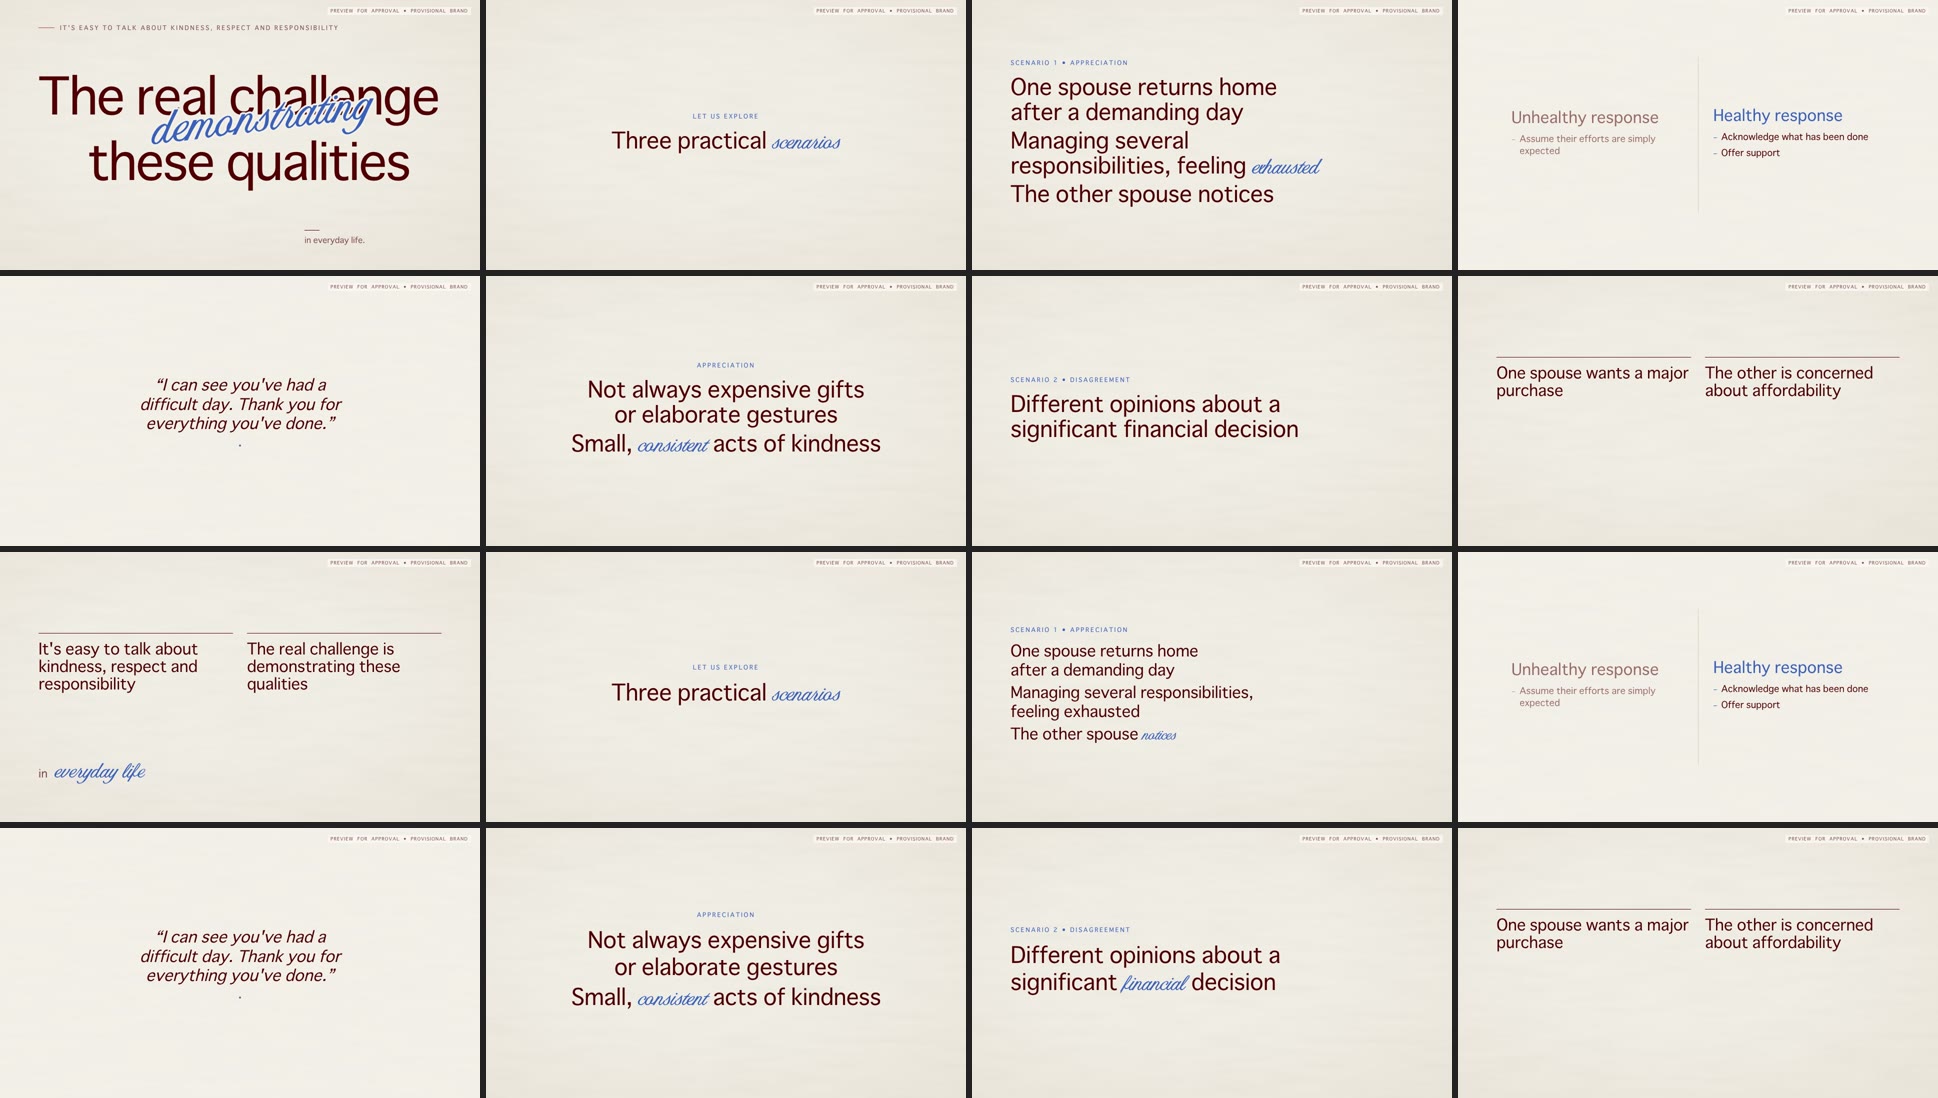 PREVIEW FOR APPROVAL • PROVISIONAL BRAND
IT'S EASY TO TALK ABOUT KINDNESS, RESPECT AND RESPONSIBILITY
The real challenge
demonstrating
these qualities
in everyday life.
PREVIEW FOR APPROVAL • PROVISIONAL BRAND
LET US EXPLORE
Three practical scenarios
PREVIEW FOR APPROVAL • PROVISIONAL BRAND
SCENARIO 1 • APPRECIATION
One spouse returns home
after a demanding day
Managing several
responsibilities, feeling exhausted
The other spouse notices
PREVIEW FOR APPROVAL • PROVISIONAL BRAND
Unhealthy response
- Assume their efforts are simply
expected
Healthy response
- Acknowledge what has been done
- Offer support
PREVIEW FOR APPROVAL • PROVISIONAL BRAND
“I can see you've had a
difficult day. Thank you for
everything you've done.”
PREVIEW FOR APPROVAL • PROVISIONAL BRAND
APPRECIATION
Not always expensive gifts
or elaborate gestures
Small, consistent acts of kindness
PREVIEW FOR APPROVAL • PROVISIONAL BRAND
SCENARIO 2 • DISAGREEMENT
Different opinions about a
significant financial decision
PREVIEW FOR APPROVAL • PROVISIONAL BRAND
One spouse wants a major
purchase
The other is concerned
about affordability
PREVIEW FOR APPROVAL • PROVISIONAL BRAND
It's easy to talk about
kindness, respect and
responsibility
The real challenge is
demonstrating these
qualities
in everyday life
PREVIEW FOR APPROVAL • PROVISIONAL BRAND
LET US EXPLORE
Three practical scenarios
PREVIEW FOR APPROVAL • PROVISIONAL BRAND
SCENARIO 1 • APPRECIATION
One spouse returns home
after a demanding day
Managing several responsibilities,
feeling exhausted
The other spouse notices
PREVIEW FOR APPROVAL • PROVISIONAL BRAND
Unhealthy response
- Assume their efforts are simply
expected
Healthy response
- Acknowledge what has been done
- Offer support
PREVIEW FOR APPROVAL • PROVISIONAL BRAND
“I can see you've had a
difficult day. Thank you for
everything you've done.”
PREVIEW FOR APPROVAL • PROVISIONAL BRAND
APPRECIATION
Not always expensive gifts
or elaborate gestures
Small, consistent acts of kindness
PREVIEW FOR APPROVAL • PROVISIONAL BRAND
SCENARIO 2 • DISAGREEMENT
Different opinions about a
significant financial decision
PREVIEW FOR APPROVAL • PROVISIONAL BRAND
One spouse wants a major
purchase
The other is concerned
about affordability